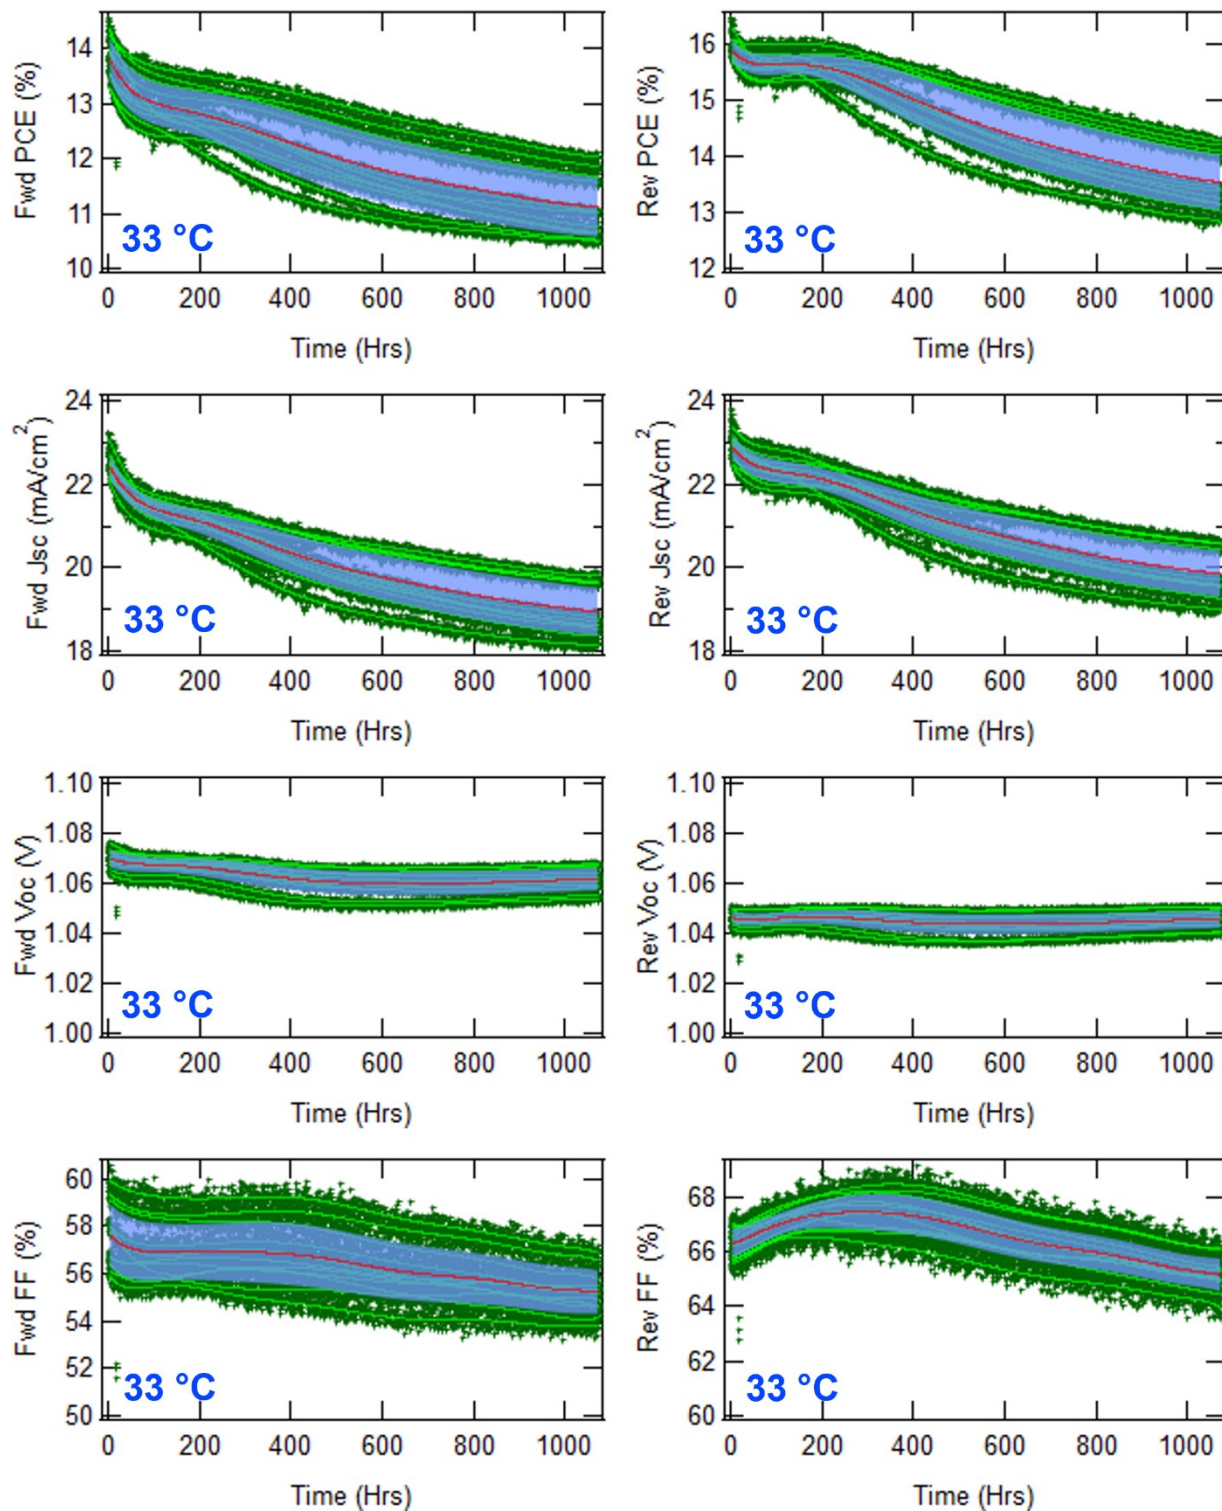 Fwd PCE (%)
14
13
12
11
10
33 °C
0 200 400 600 800 1000
Time (Hrs)
Rev PCE (%)
16
15
14
13
12
33 °C
0 200 400 600 800 1000
Time (Hrs)
Fwd Jsc (mA/cm²)
24
22
20
18
33 °C
0 200 400 600 800 1000
Time (Hrs)
Rev Jsc (mA/cm²)
24
22
20
18
33 °C
0 200 400 600 800 1000
Time (Hrs)
Fwd Voc (V)
1.10
1.08
1.06
1.04
1.02
1.00
33 °C
0 200 400 600 800 1000
Time (Hrs)
Rev Voc (V)
1.10
1.08
1.06
1.04
1.02
1.00
33 °C
0 200 400 600 800 1000
Time (Hrs)
Fwd FF (%)
60
58
56
54
52
50
33 °C
0 200 400 600 800 1000
Time (Hrs)
Rev FF (%)
68
66
64
62
60
33 °C
0 200 400 600 800 1000
Time (Hrs)